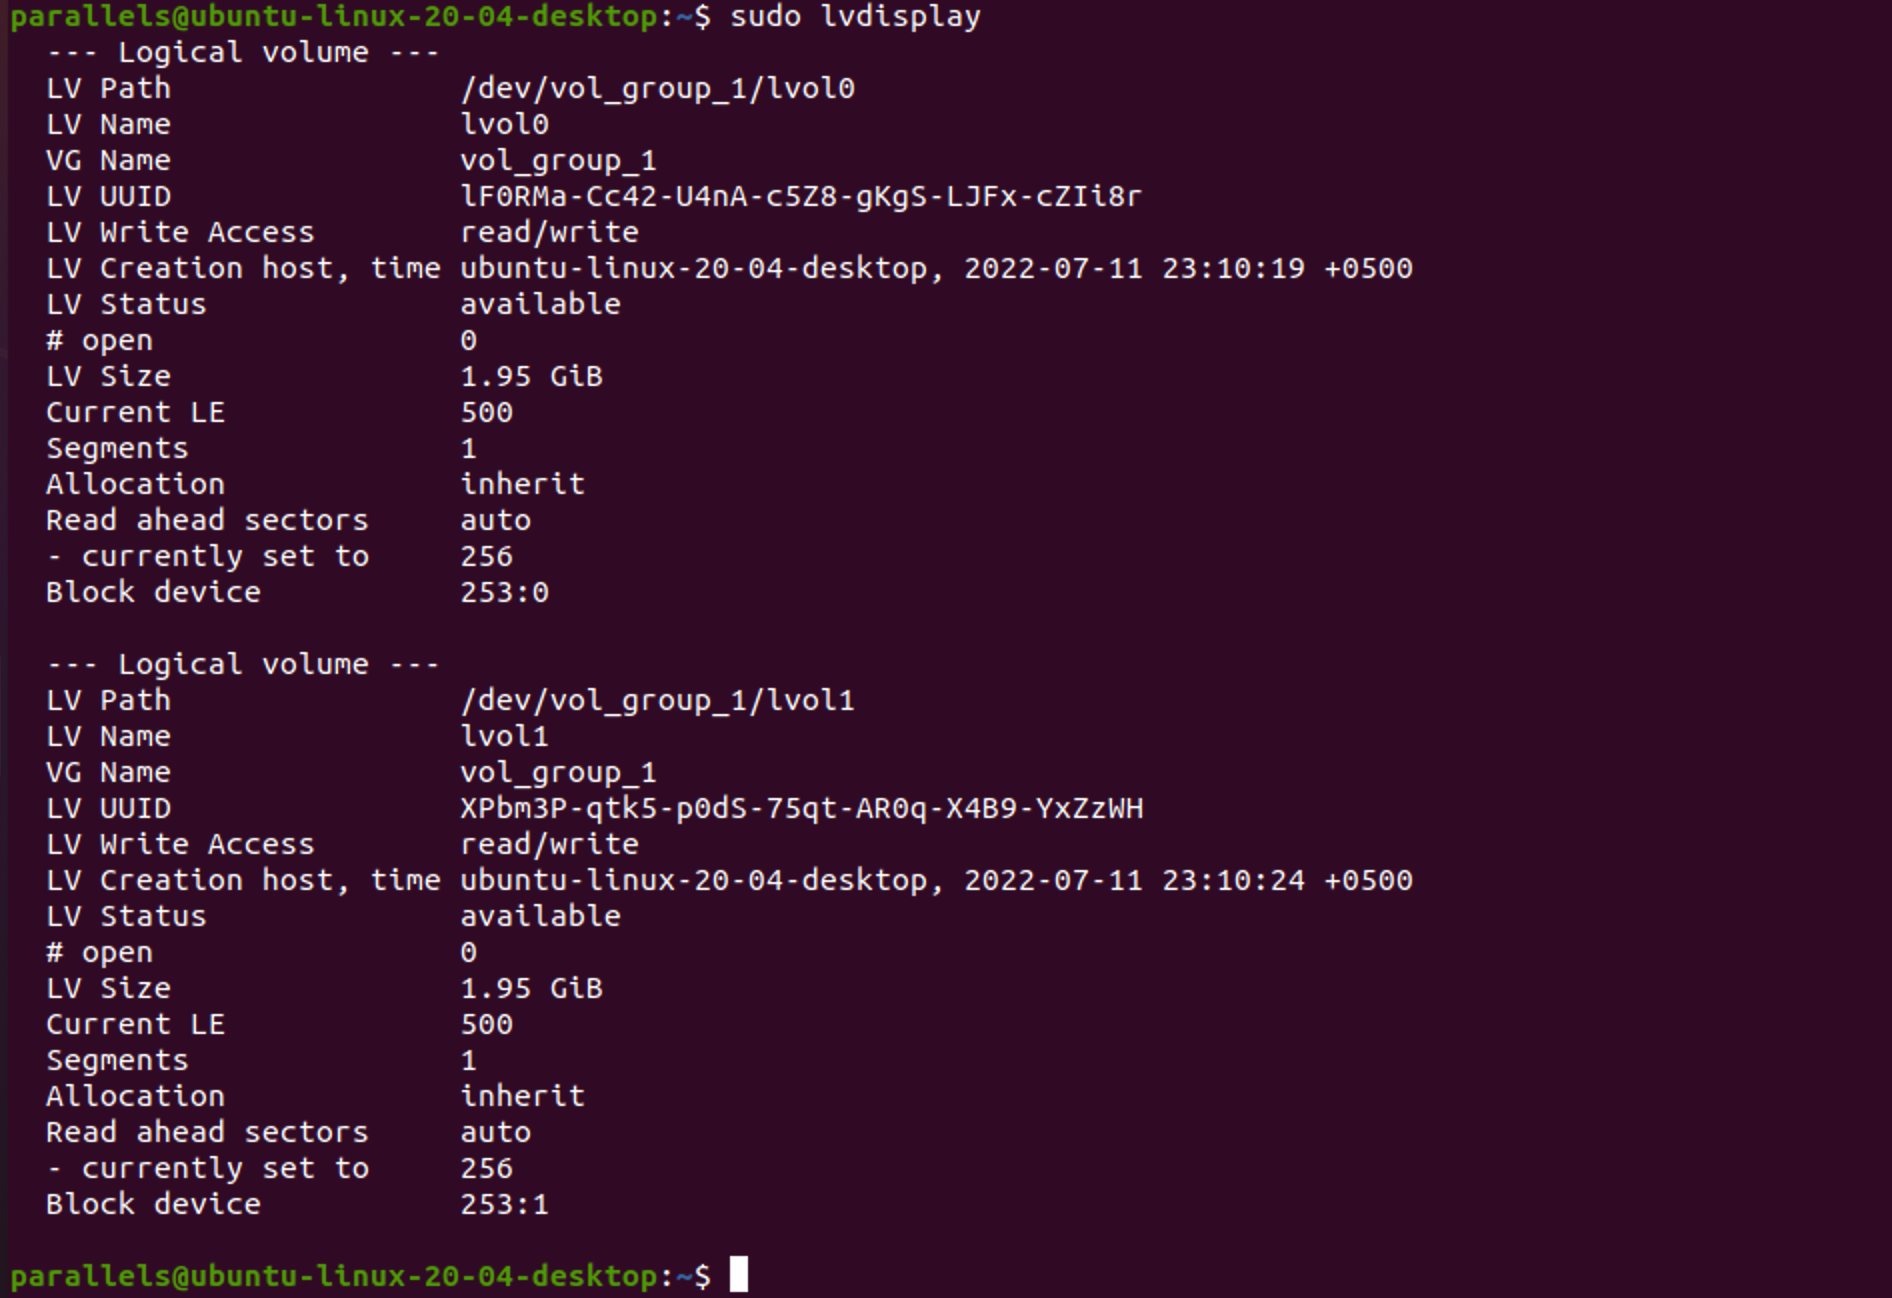 parallels@ubuntu-linux-20-04-desktop:~$ sudo lvdisplay
--- Logical volume ---
LV Path /dev/vol_group_1/lvol0
LV Name lvol0
VG Name vol_group_1
LV UUID lF0RMa-Cc42-U4nA-c5Z8-gKgS-LJFx-cZIi8r
LV Write Access read/write
LV Creation host, time ubuntu-linux-20-04-desktop, 2022-07-11 23:10:19 +0500
LV Status available
# open 0
LV Size 1.95 GiB
Current LE 500
Segments 1
Allocation inherit
Read ahead sectors auto
- currently set to 256
Block device 253:0
--- Logical volume ---
LV Path /dev/vol_group_1/lvol1
LV Name lvol1
VG Name vol_group_1
LV UUID XPbm3P-qtk5-p0dS-75qt-AR0q-X4B9-YxZzWH
LV Write Access read/write
LV Creation host, time ubuntu-linux-20-04-desktop, 2022-07-11 23:10:24 +0500
LV Status available
# open 0
LV Size 1.95 GiB
Current LE 500
Segments 1
Allocation inherit
Read ahead sectors auto
- currently set to 256
Block device 253:1
parallels@ubuntu-linux-20-04-desktop:~$